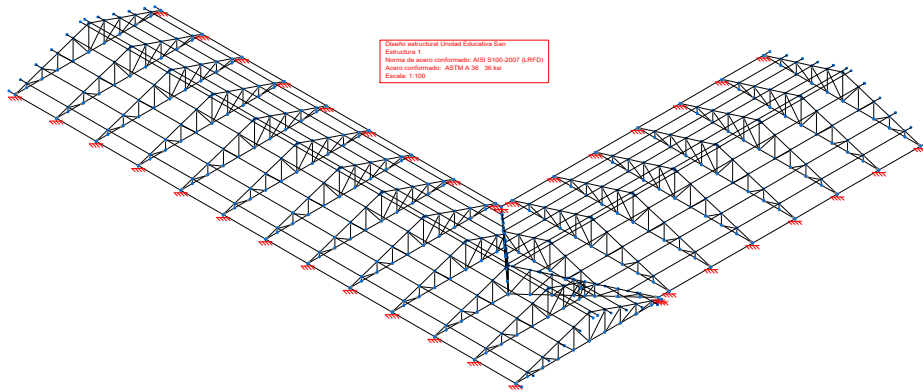 Diseño estructural Unidad Educativa San
Estructura 1
Norma de acero conformado: AISI S100-2007 (LRFD)
Acero conformado: ASTM A 36 36 ksi
Escala: 1:100